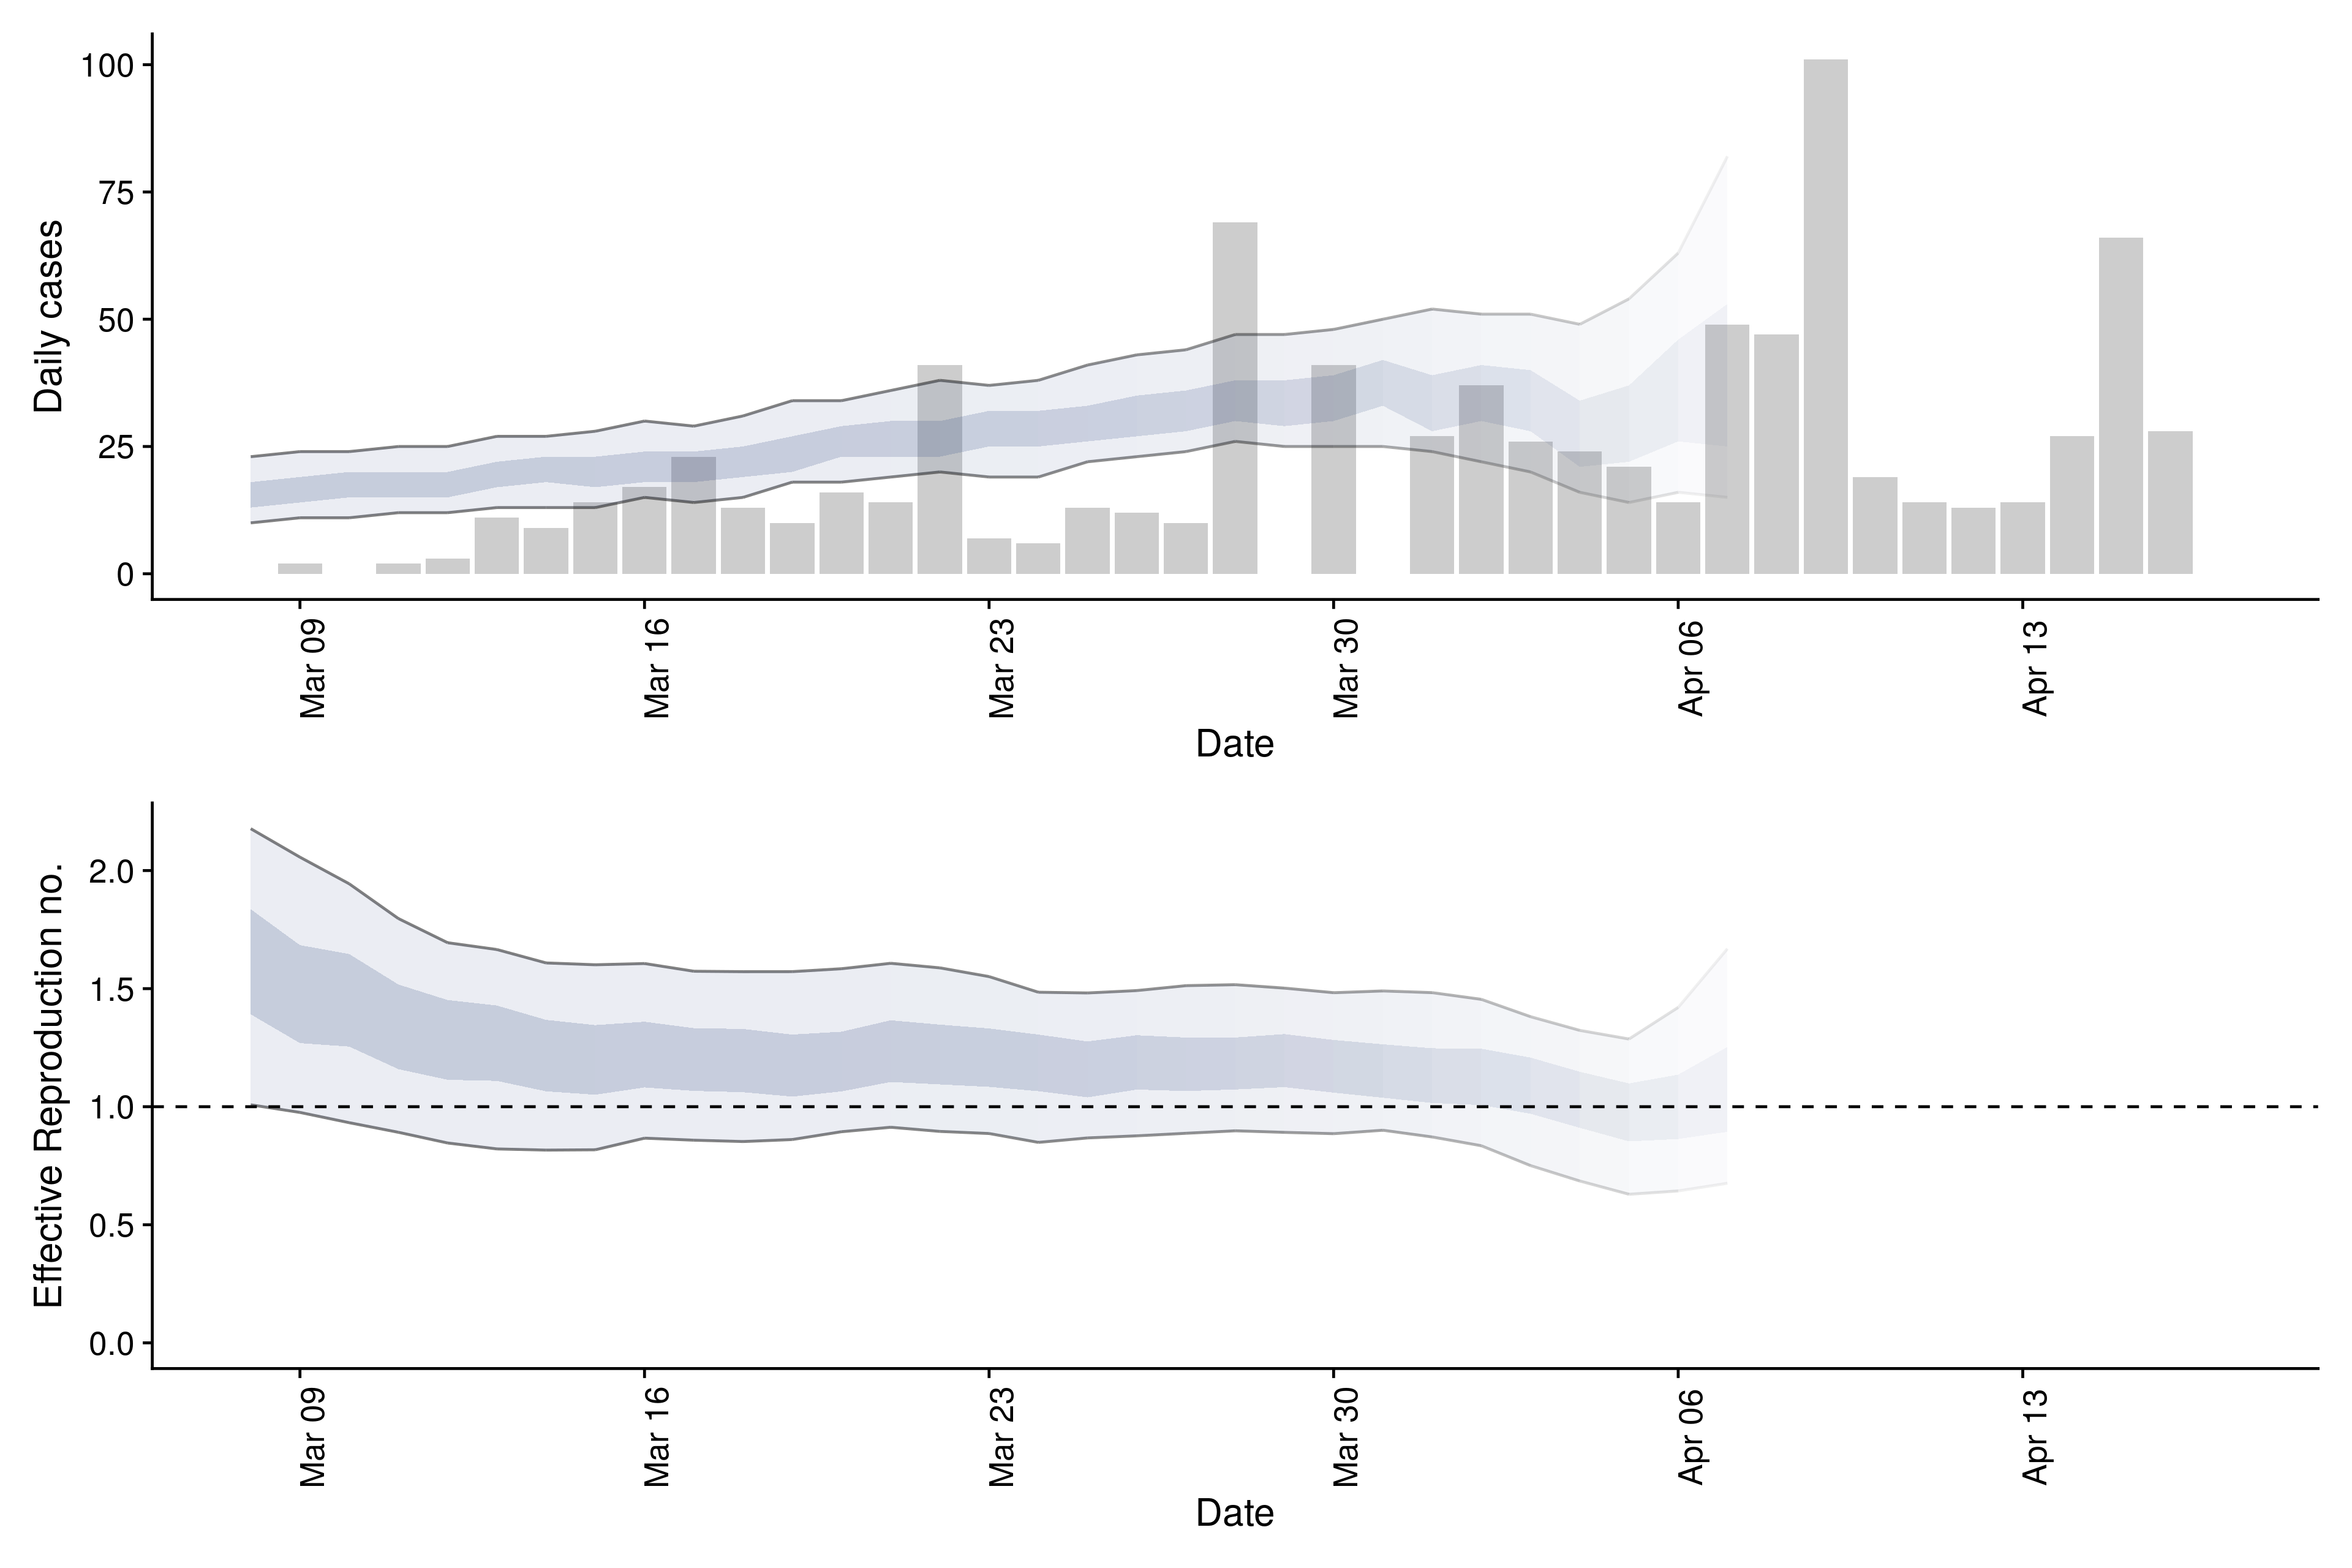 Daily cases
100
75
50
25
0
Mar 09
Mar 16
Mar 23
Mar 30
Apr 06
Apr 13
Date
Effective Reproduction no.
2.0
1.5
1.0
0.5
0.0
Mar 09
Mar 16
Mar 23
Mar 30
Apr 06
Apr 13
Date